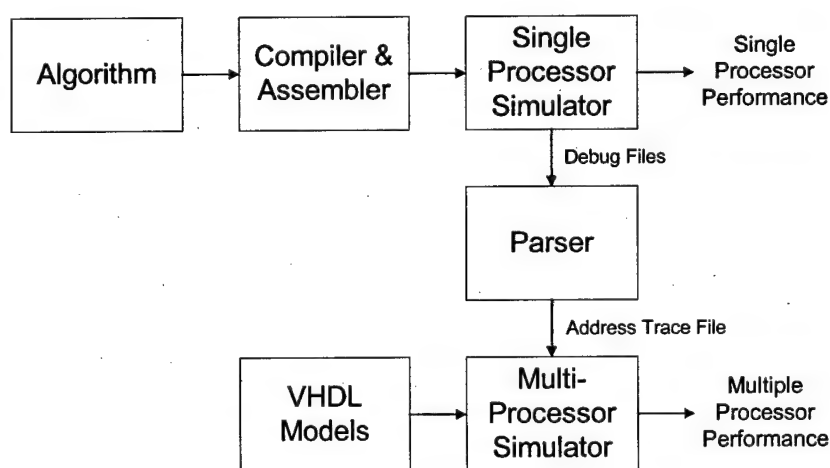 Algorithm
Compiler &
Assembler
Single
Processor
Simulator
Single
Processor
Performance
Debug Files
Parser
Address Trace File
VHDL
Models
Multi-
Processor
Simulator
Multiple
Processor
Performance